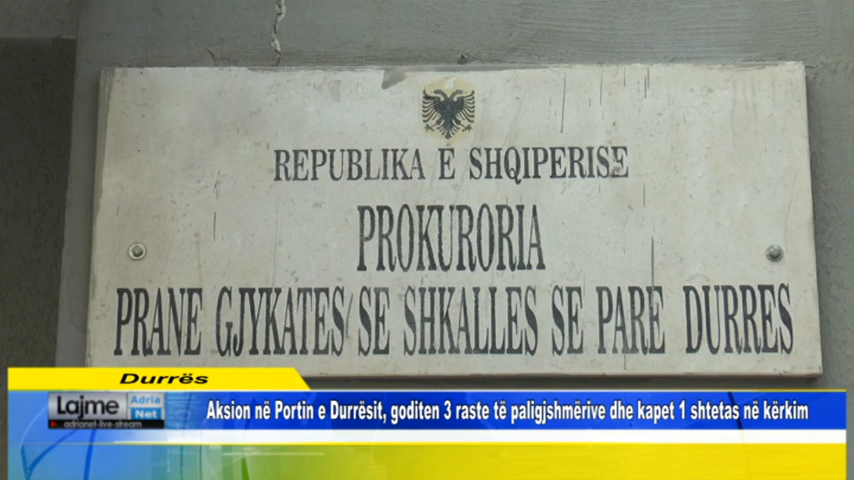 REPUBLIKA E SHQIPERISE
PROKURORIA
PRANE GJYKATES SE SHKALLES SE PARE DURRES
Durrës
Lajme Adria Net
adrianet-live-stream
Aksion në Portin e Durrësit, goditen 3 raste të paligjshmërive dhe kapet 1 shtetas në kërkim